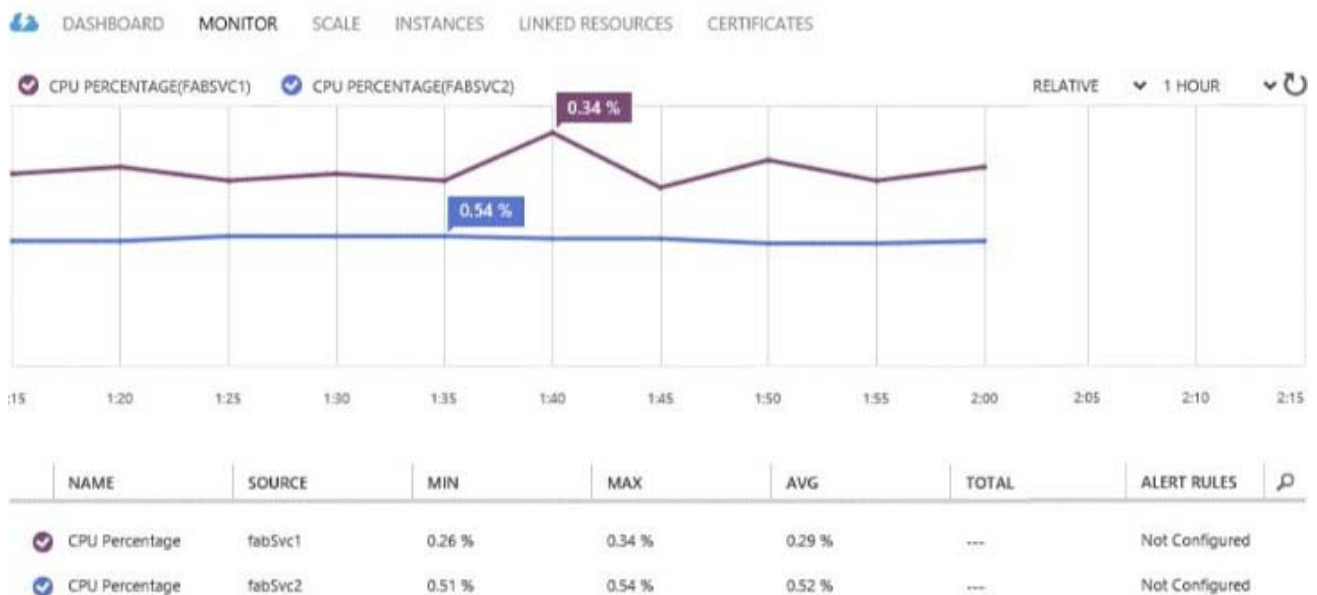 DASHBOARD MONITOR SCALE INSTANCES LINKED RESOURCES CERTIFICATES
CPU PERCENTAGE(FABSVC1) CPU PERCENTAGE(FABSVC2) RELATIVE 1 HOUR
0.34 %
0.54 %
:15 1:20 1:25 1:30 1:35 1:40 1:45 1:50 1:55 2:00 2:05 2:10 2:15
NAME SOURCE MIN MAX AVG TOTAL ALERT RULES
CPU Percentage fabSvc1 0.26 % 0.34 % 0.29 % --- Not Configured
CPU Percentage fabSvc2 0.51 % 0.54 % 0.52 % --- Not Configured